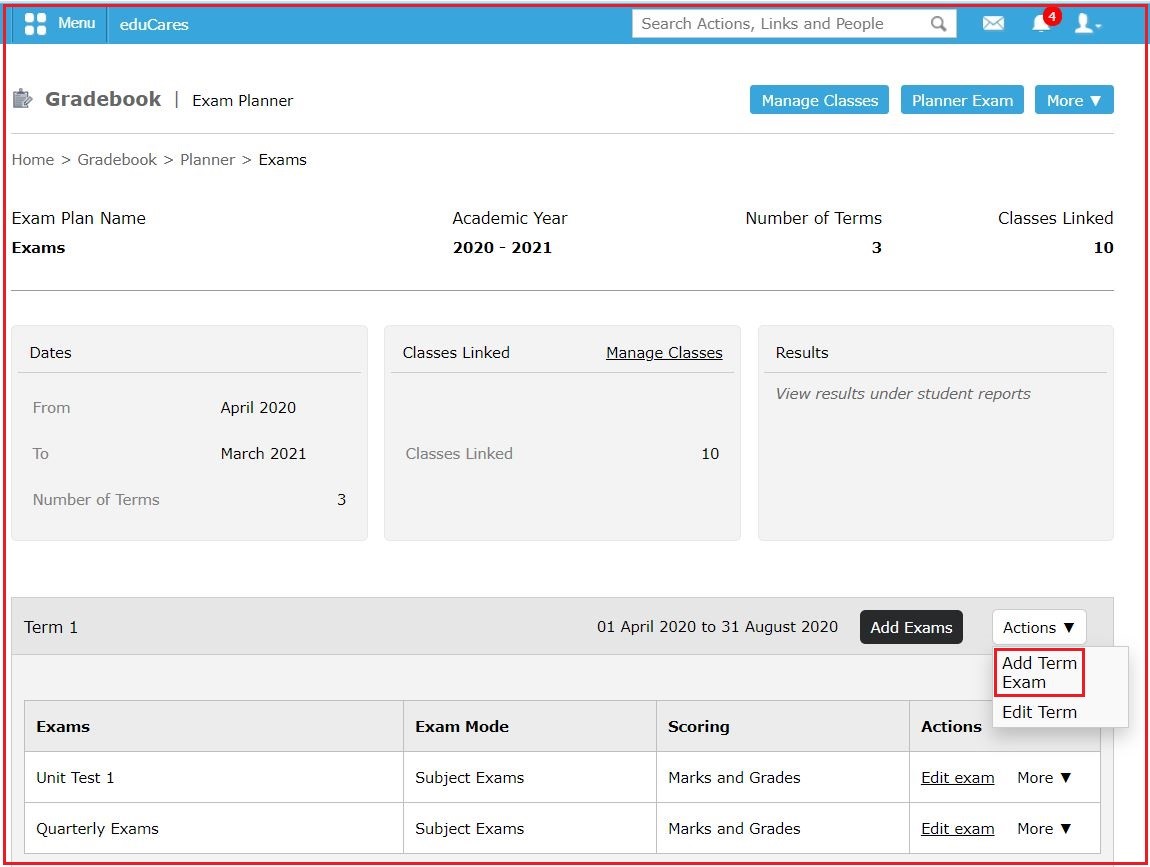 Menu eduCares Search Actions, Links and People 4
Gradebook | Exam Planner Manage Classes Planner Exam More ▼
Home > Gradebook > Planner > Exams
Exam Plan Name Academic Year Number of Terms Classes Linked
Exams 2020 - 2021 3 10
Dates Classes Linked Manage Classes Results
View results under student reports
From April 2020
To March 2021 Classes Linked 10
Number of Terms 3
Term 1 01 April 2020 to 31 August 2020 Add Exams Actions ▼
Add Term
Exam
Edit Term
Exams Exam Mode Scoring Actions
Unit Test 1 Subject Exams Marks and Grades Edit exam More ▼
Quarterly Exams Subject Exams Marks and Grades Edit exam More ▼